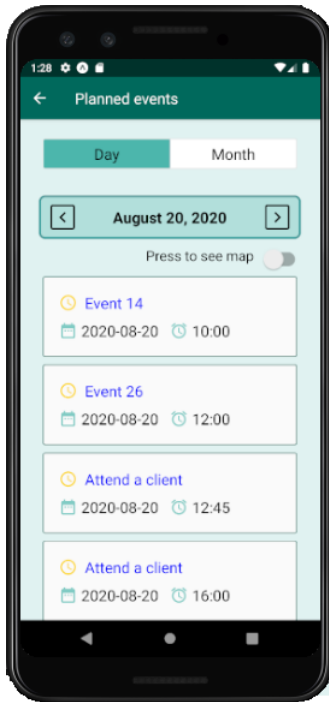 1:28
Planned events
Day Month
August 20, 2020
Press to see map
Event 14
2020-08-20 10:00
Event 26
2020-08-20 12:00
Attend a client
2020-08-20 12:45
Attend a client
2020-08-20 16:00